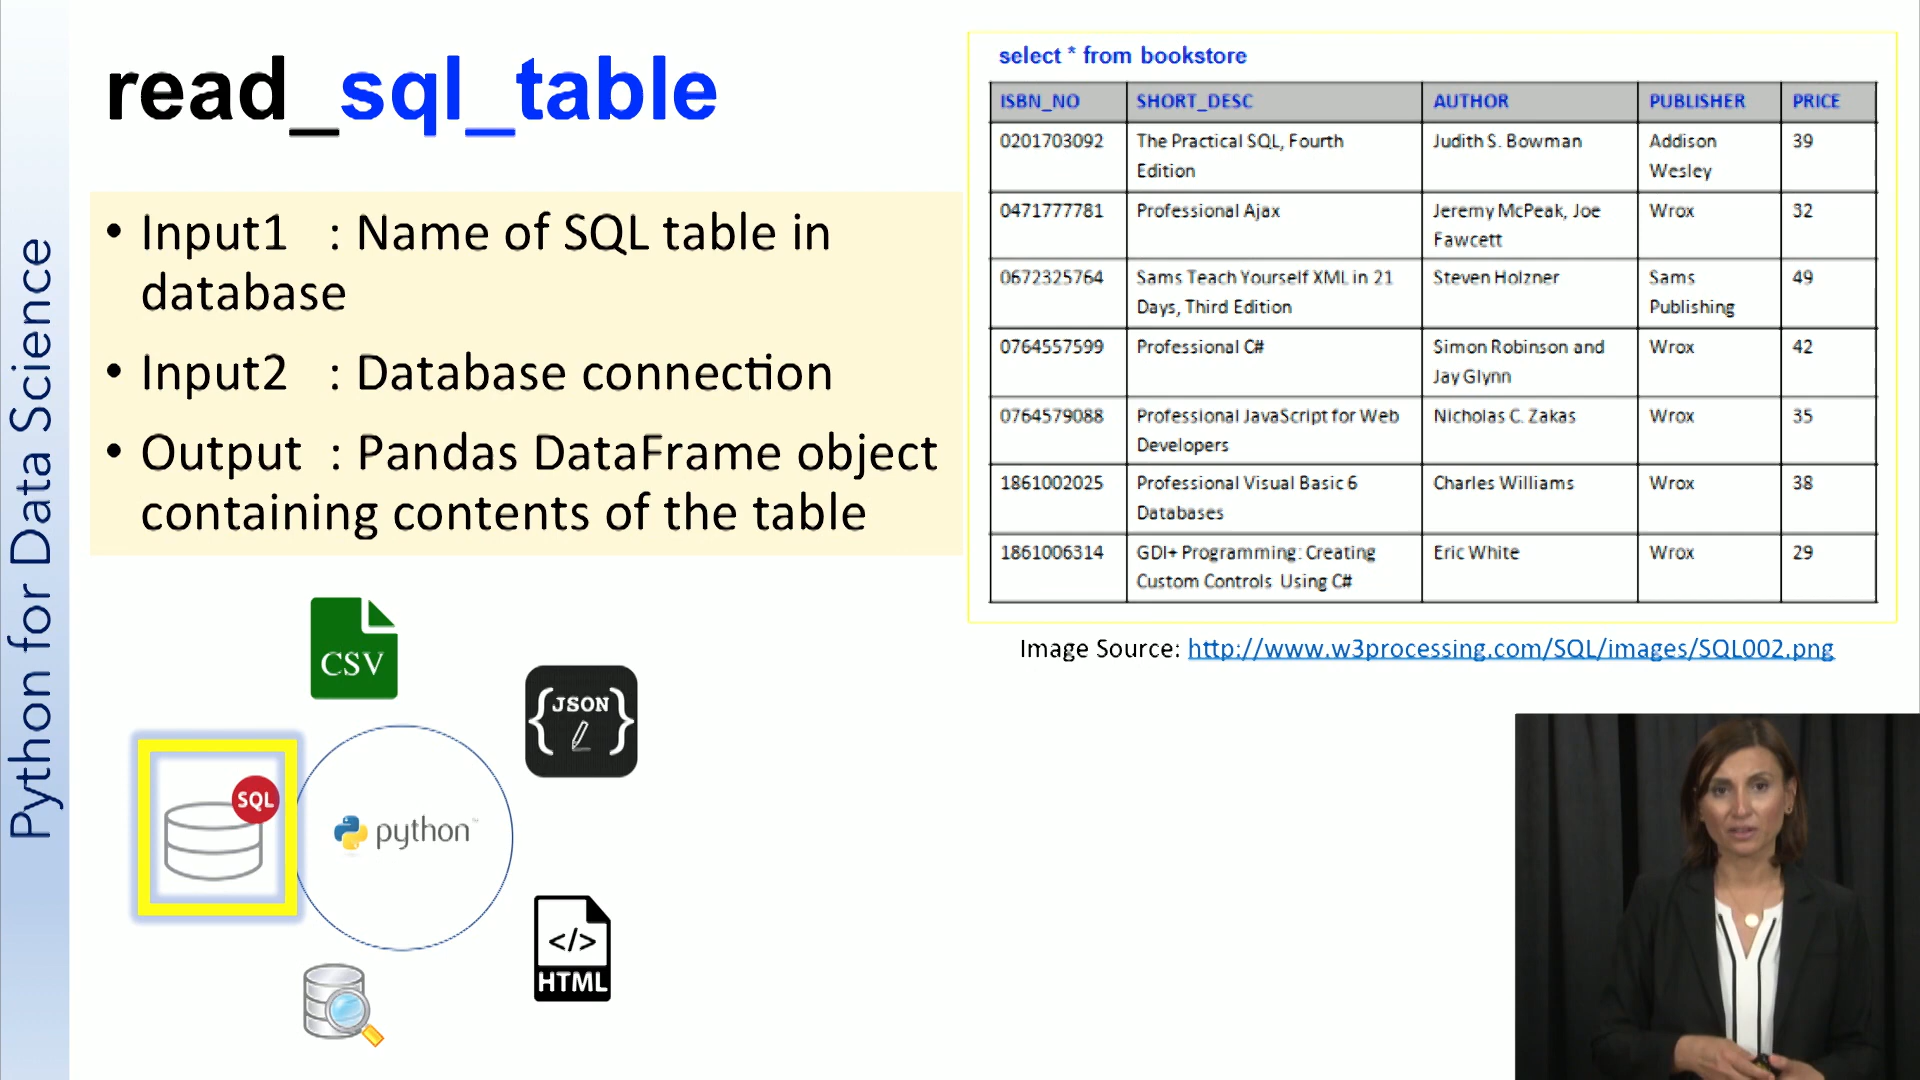 Python for Data Science
read_sql_table
• Input1 : Name of SQL table in
database
• Input2 : Database connection
• Output : Pandas DataFrame object
containing contents of the table
select * from bookstore
ISBN_NO SHORT_DESC AUTHOR PUBLISHER PRICE
0201703092 The Practical SQL, Fourth Judith S. Bowman Addison 39
Edition Wesley
0471777781 Professional Ajax Jeremy McPeak, Joe Wrox 32
Fawcett
0672325764 Sams Teach Yourself XML in 21 Steven Holzner Sams 49
Days, Third Edition Publishing
0764557599 Professional C# Simon Robinson and Wrox 42
Jay Glynn
0764579088 Professional JavaScript for Web Nicholas C. Zakas Wrox 35
Developers
1861002025 Professional Visual Basic 6 Charles Williams Wrox 38
Databases
1861006314 GDI+ Programming: Creating Eric White Wrox 29
Custom Controls Using C#
Image Source: http://www.w3processing.com/SQL/images/SQL002.png
CSV
{JSON}
SQL
python™
</>
HTML